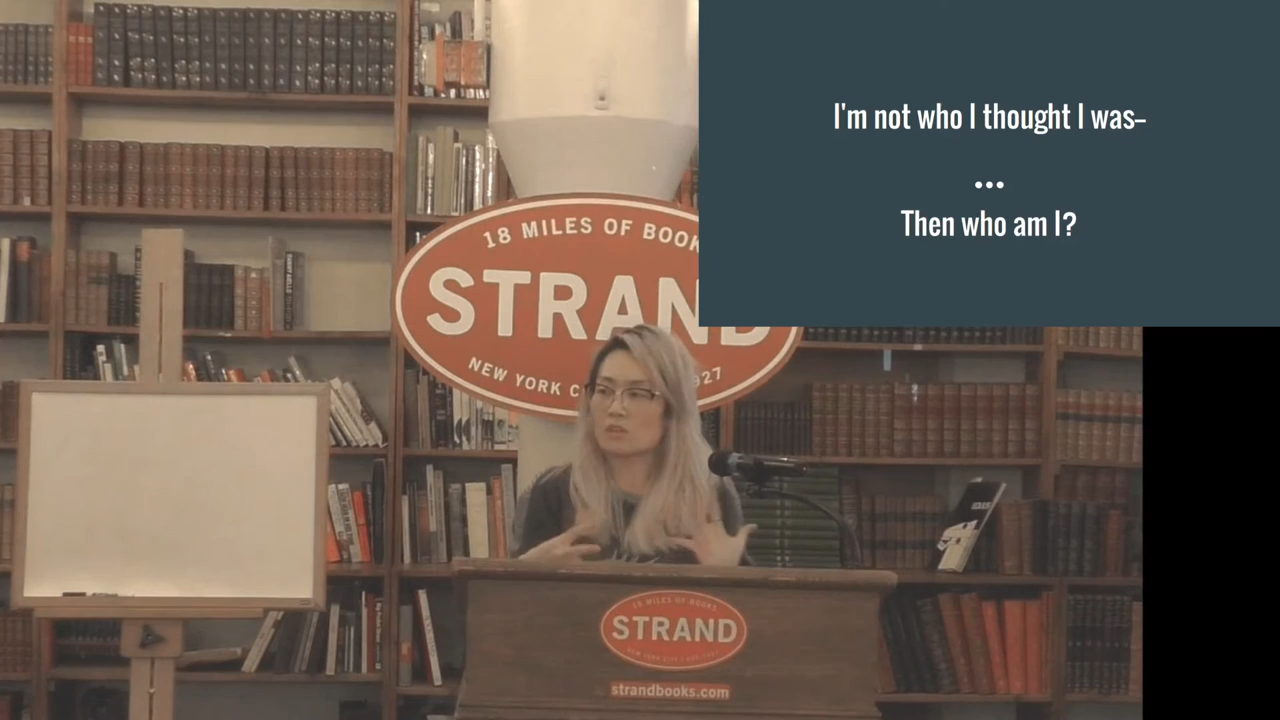 I'm not who I thought I was–
...
Then who am I?
18 MILES OF BOOK
STRAND
NEW YORK C
927
18 MILES OF BOOKS
STRAND
strandbooks.com